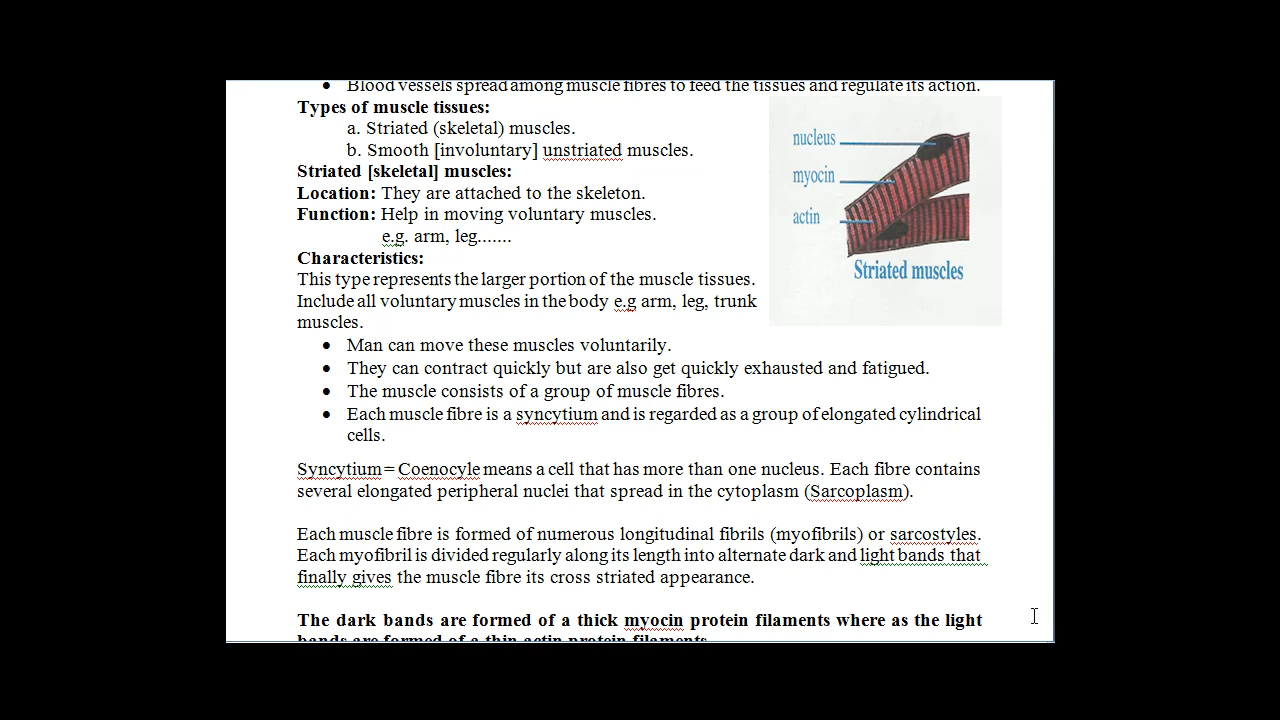 • Blood vessels spread among muscle fibres to feed the tissues and regulate its action.
Types of muscle tissues:
a. Striated (skeletal) muscles.
b. Smooth [involuntary] unstriated muscles.
Striated [skeletal] muscles:
Location: They are attached to the skeleton.
Function: Help in moving voluntary muscles.
e.g. arm, leg.......
Characteristics:
This type represents the larger portion of the muscle tissues.
Include all voluntary muscles in the body e.g arm, leg, trunk
muscles.
nucleus
myocin
actin
Striated muscles
• Man can move these muscles voluntarily.
• They can contract quickly but are also get quickly exhausted and fatigued.
• The muscle consists of a group of muscle fibres.
• Each muscle fibre is a syncytium and is regarded as a group of elongated cylindrical
cells.
Syncytium= Coenocyle means a cell that has more than one nucleus. Each fibre contains
several elongated peripheral nuclei that spread in the cytoplasm (Sarcoplasm).
Each muscle fibre is formed of numerous longitudinal fibrils (myofibrils) or sarcostyles.
Each myofibril is divided regularly along its length into alternate dark and light bands that
finally gives the muscle fibre its cross striated appearance.
The dark bands are formed of a thick myocin protein filaments where as the light
bands are formed of a thin actin protein filaments